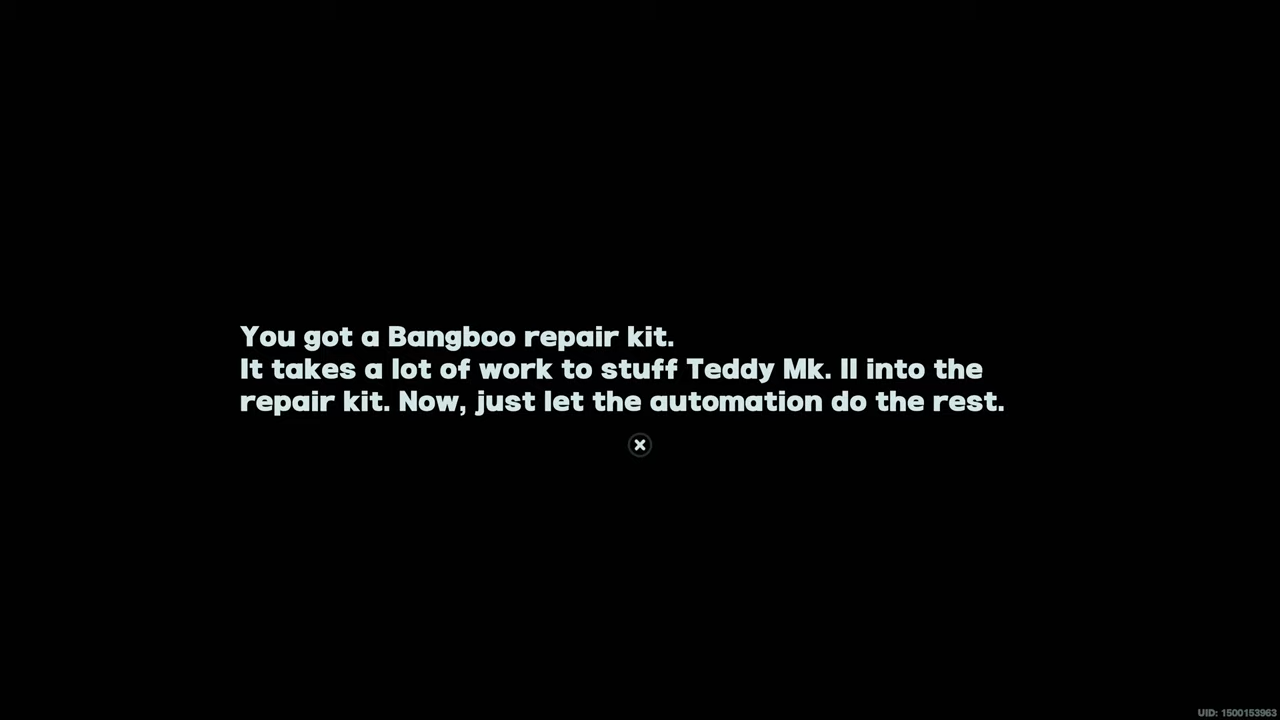 You got a Bangboo repair kit.
It takes a lot of work to stuff Teddy Mk. II into the
repair kit. Now, just let the automation do the rest.
UID: 1500153963